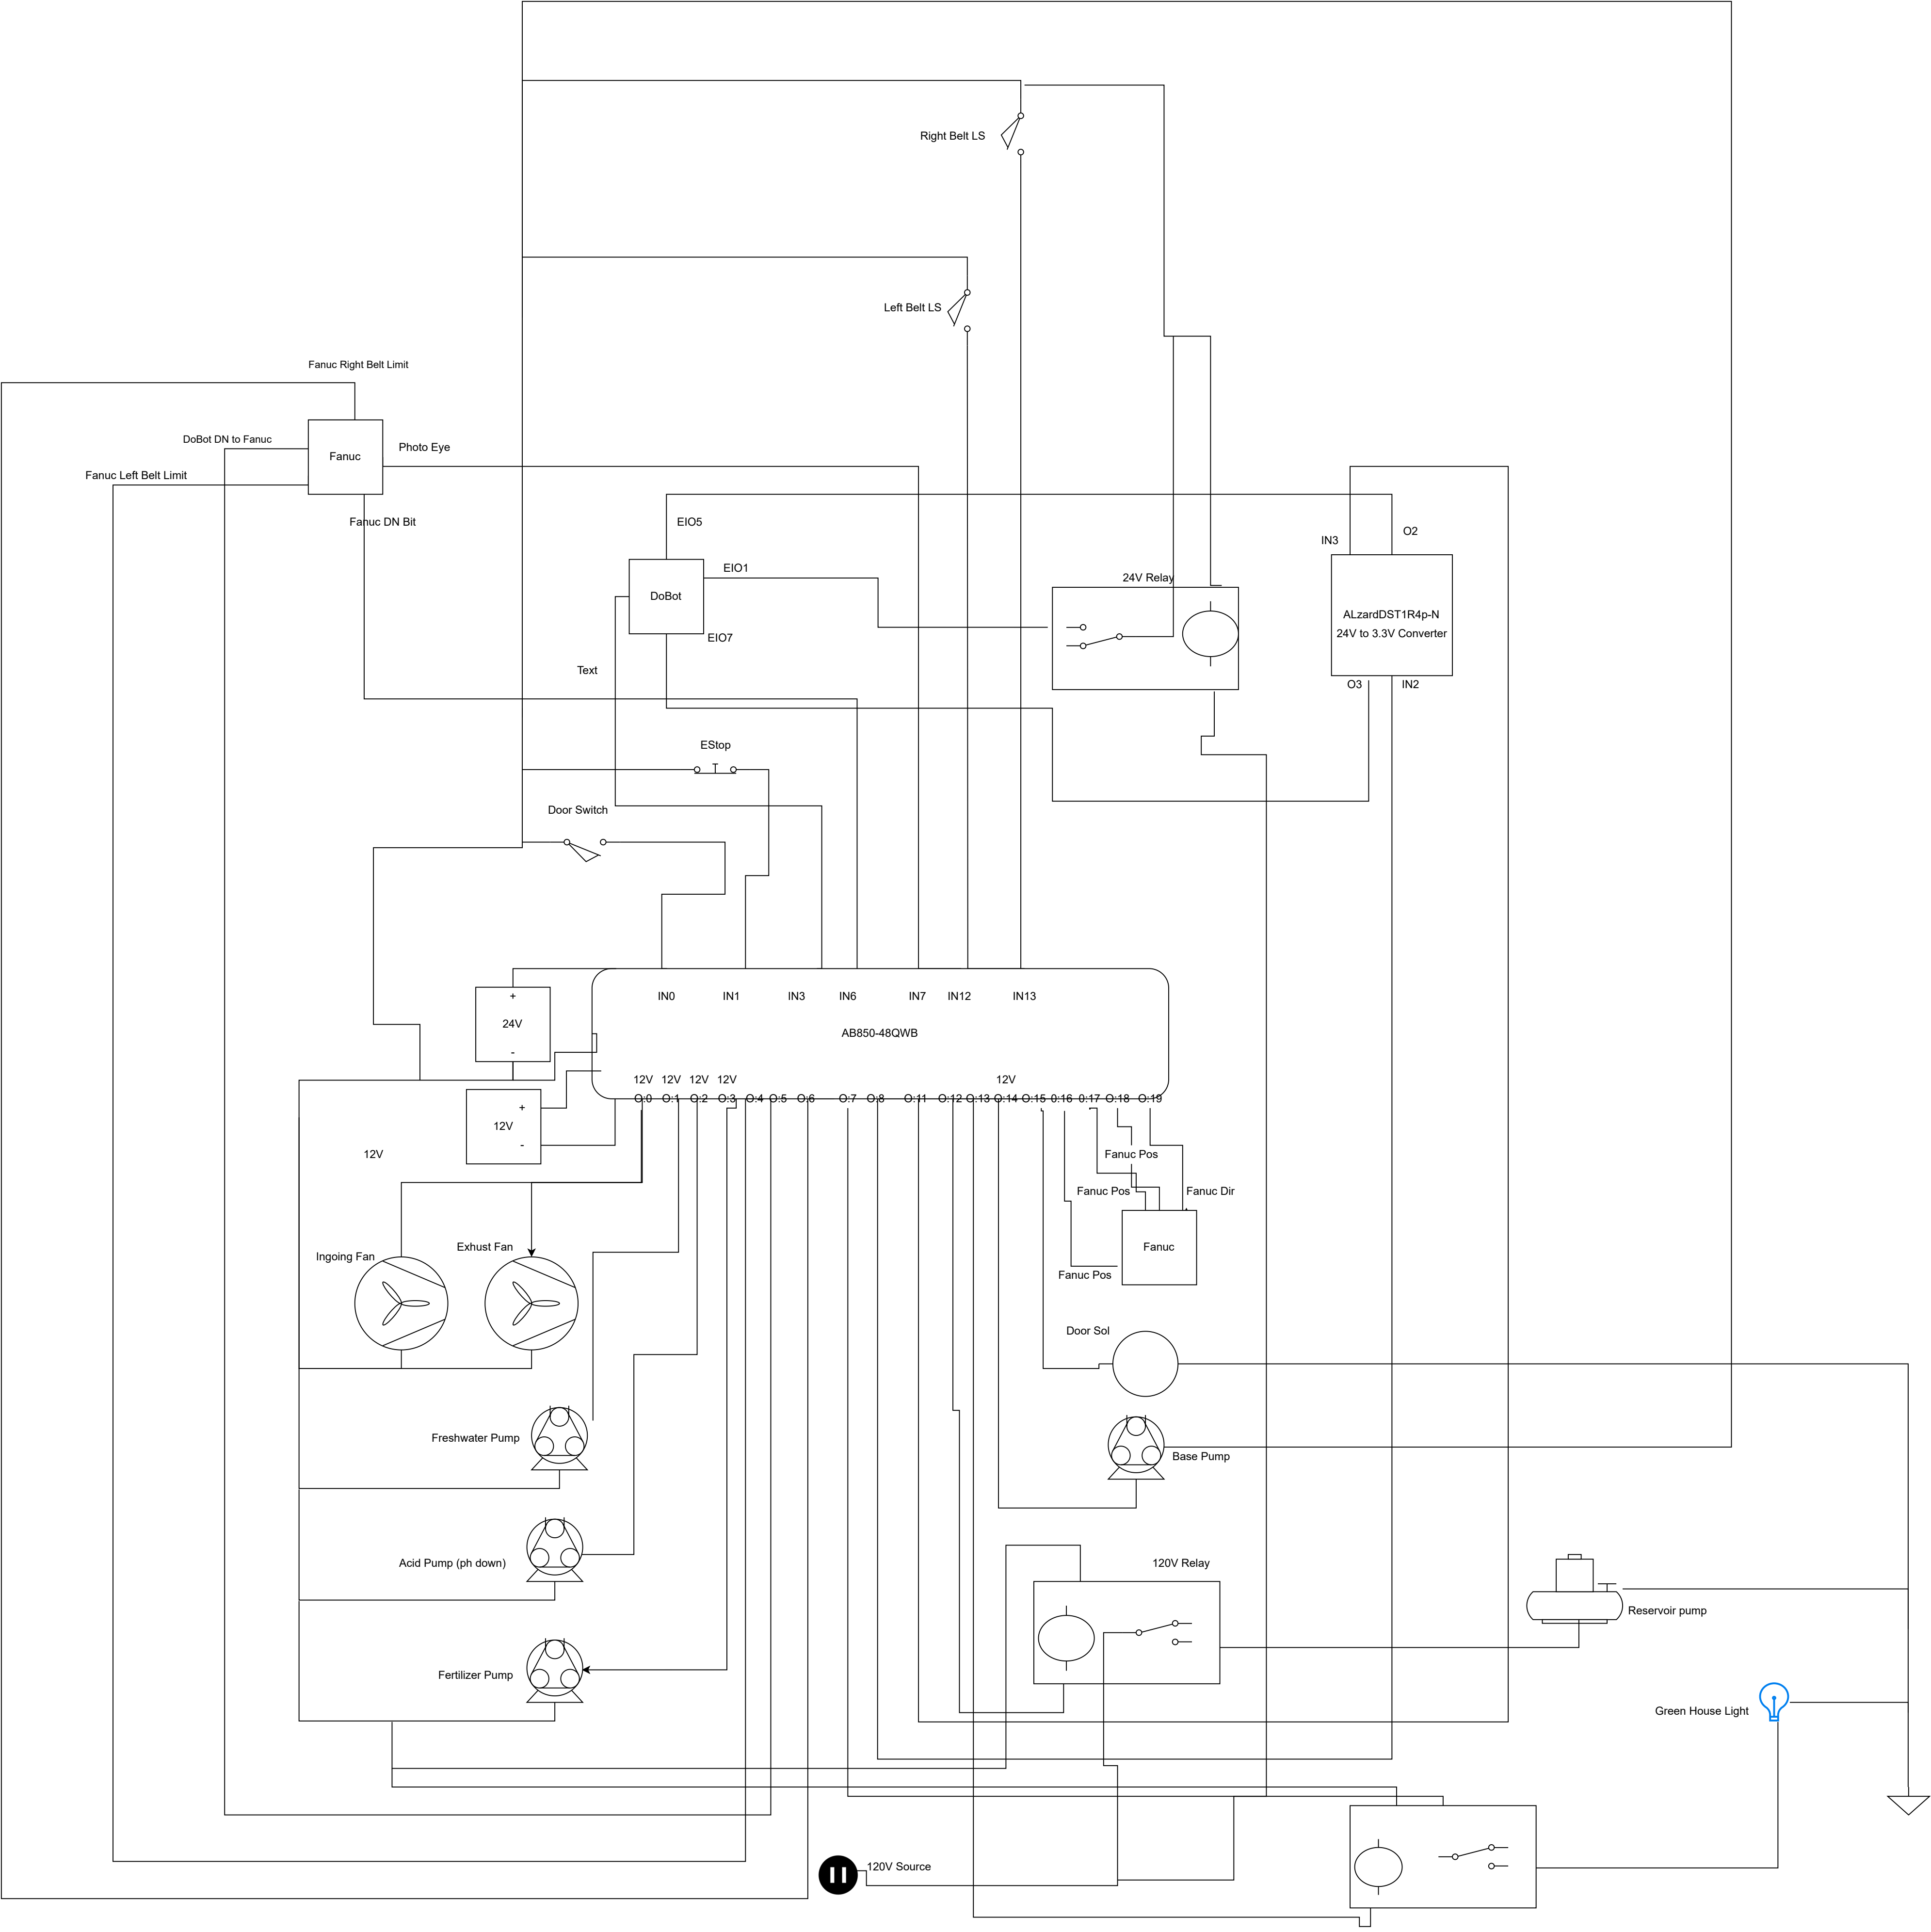 Right Belt LS
Left Belt LS
Fanuc Right Belt Limit
DoBot DN to Fanuc
Fanuc
Photo Eye
Fanuc Left Belt Limit
Fanuc DN Bit
EIO5
O2
IN3
EIO1
24V Relay
DoBot
ALzardDST1R4p-N
24V to 3.3V Converter
EIO7
Text
O3
IN2
EStop
Door Switch
+
24V
-
IN0
IN1
IN3
IN6
IN7
IN12
IN13
AB850-48QWB
12V
12V
12V
12V
12V
O:0
O:1
O:2
O:3
O:4
O:5
O:6
O:7
O:8
O:11
O:12
O:13
O:14
O:15
0:16
0:17
O:18
O:19
+
12V
-
12V
Fanuc Pos
Fanuc Pos
Fanuc Dir
Ingoing Fan
Exhust Fan
Fanuc
Fanuc Pos
Door Sol
Freshwater Pump
Base Pump
Acid Pump (ph down)
120V Relay
Reservoir pump
Fertilizer Pump
Green House Light
120V Source